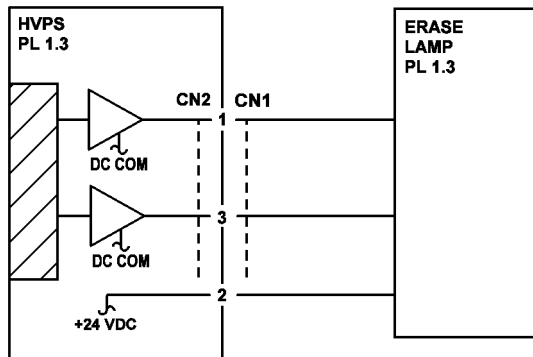 HVPS
PL 1.3
ERASE
LAMP
PL 1.3
CN2 CN1
1
DC COM
3
DC COM
2
+24 VDC